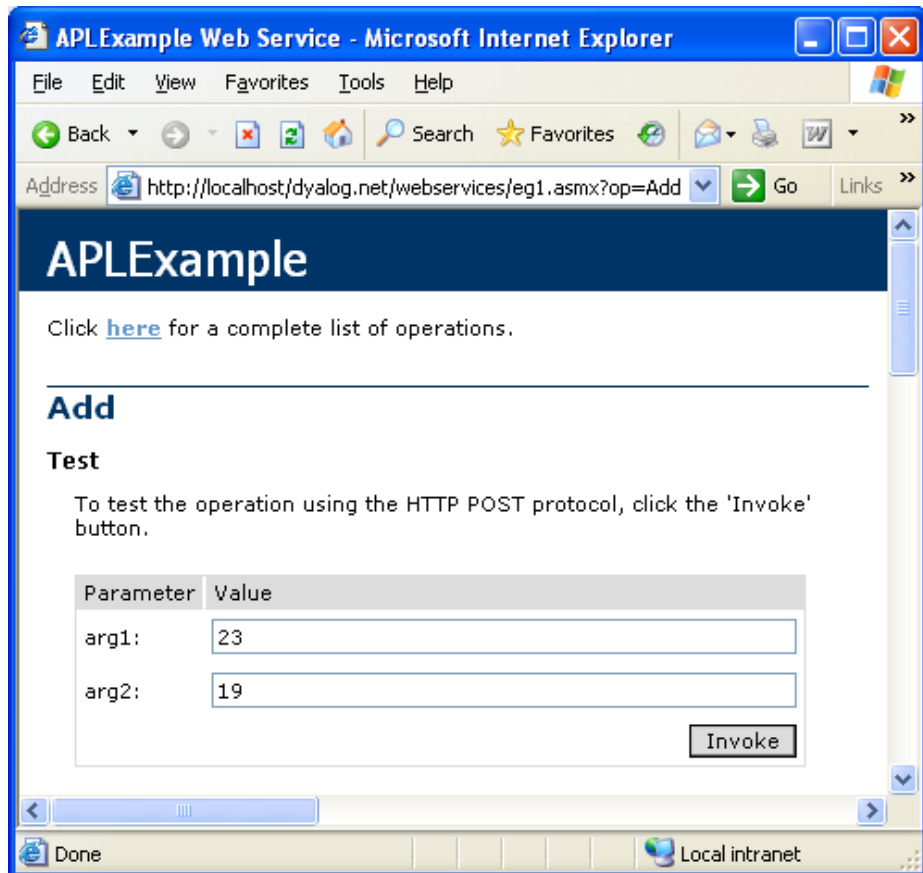 APLExample Web Service - Microsoft Internet Explorer
File Edit View Favorites Tools Help
Back Search Favorites W »
Address http://localhost/dyalog.net/webservices/eg1.asmx?op=Add Go Links »
APLExample
Click here for a complete list of operations.
Add
Test
To test the operation using the HTTP POST protocol, click the 'Invoke'
button.
Parameter Value
arg1: 23
arg2: 19
Invoke
Done Local intranet